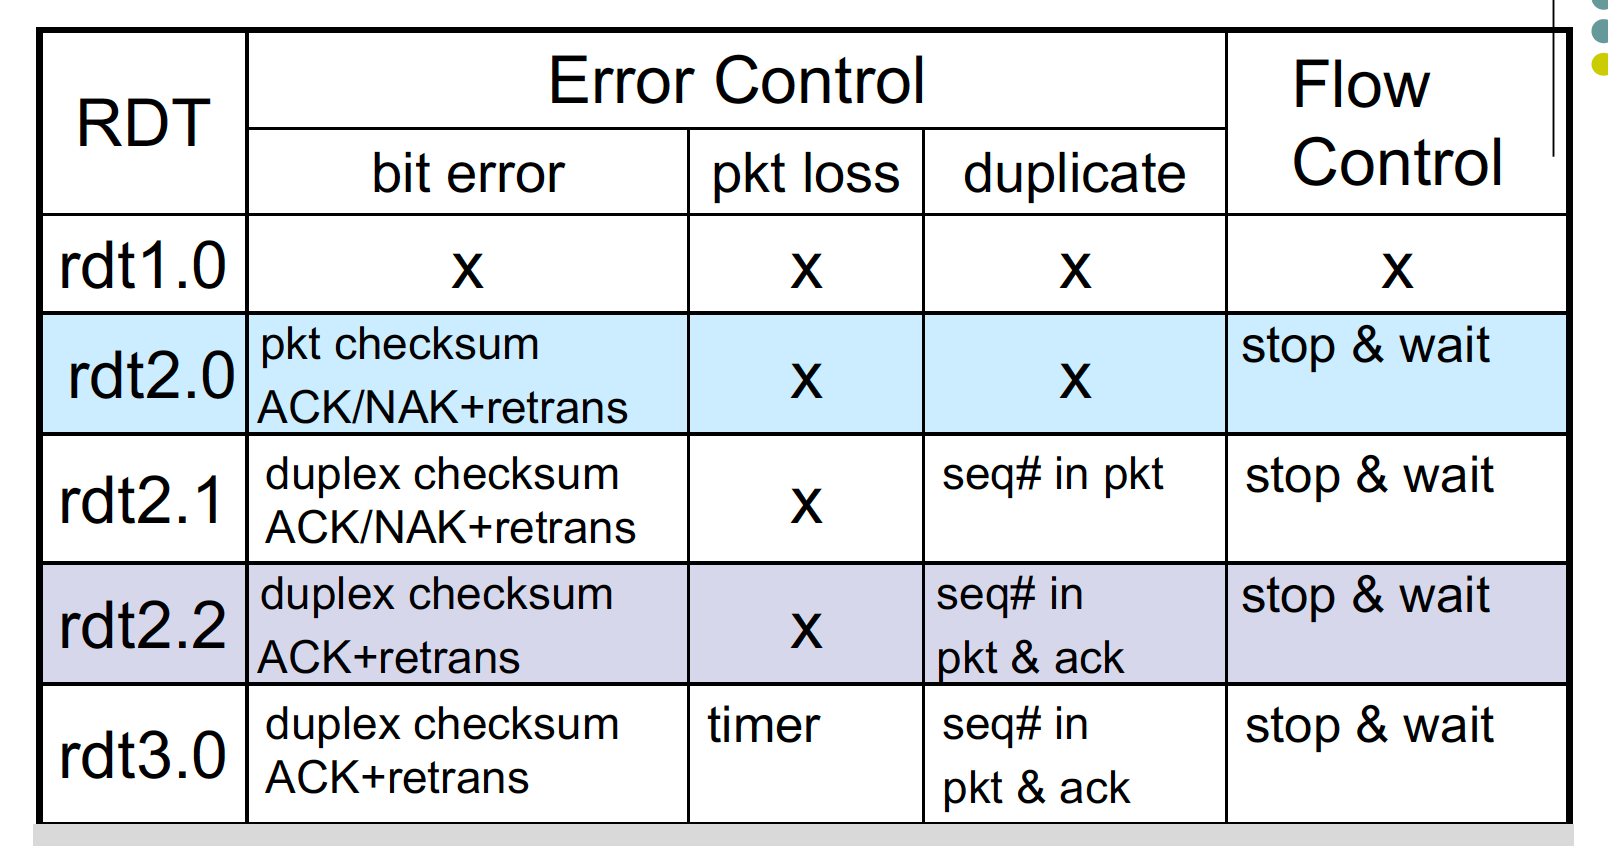 RDT
Error Control
Flow
Control
bit error
pkt loss
duplicate
rdt1.0
x
x
x
x
rdt2.0
pkt checksum
ACK/NAK+retrans
x
x
stop & wait
rdt2.1
duplex checksum
ACK/NAK+retrans
x
seq# in pkt
stop & wait
rdt2.2
duplex checksum
ACK+retrans
x
seq# in
pkt & ack
stop & wait
rdt3.0
duplex checksum
ACK+retrans
timer
seq# in
pkt & ack
stop & wait